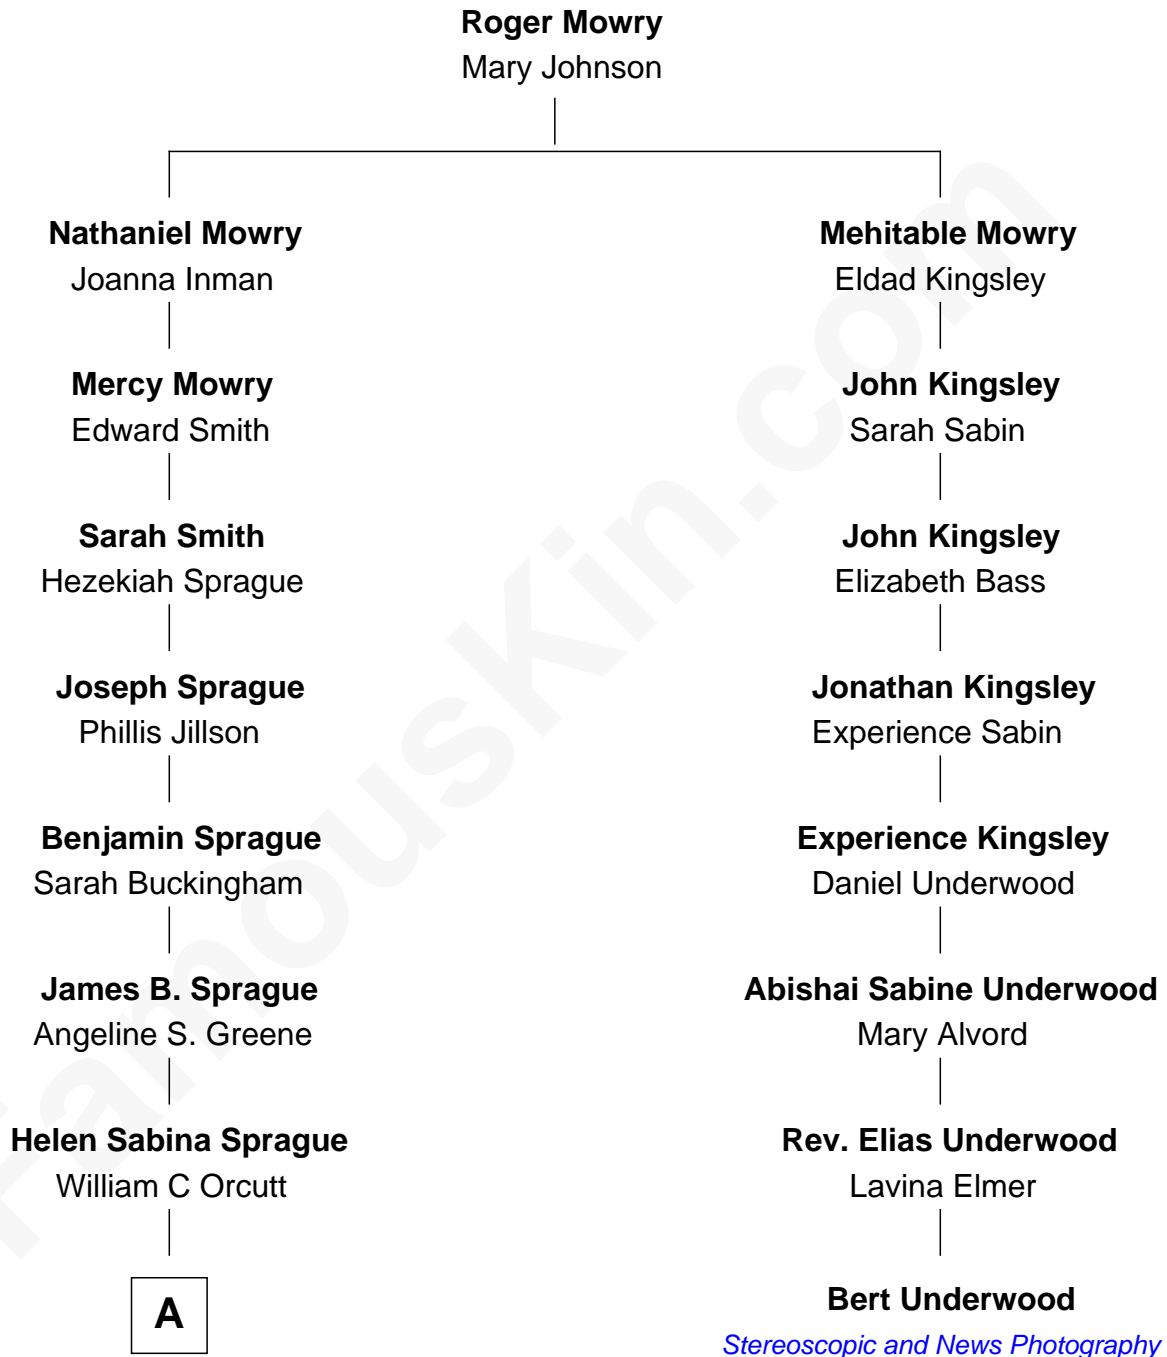 Roger Mowry
Mary Johnson
Nathaniel Mowry
Joanna Inman
Mehitable Mowry
Eldad Kingsley
Mercy Mowry
Edward Smith
John Kingsley
Sarah Sabin
Sarah Smith
Hezekiah Sprague
John Kingsley
Elizabeth Bass
Joseph Sprague
Phillis Jillson
Jonathan Kingsley
Experience Sabin
Benjamin Sprague
Sarah Buckingham
Experience Kingsley
Daniel Underwood
James B. Sprague
Angeline S. Greene
Abishai Sabine Underwood
Mary Alvord
Helen Sabina Sprague
William C Orcutt
Rev. Elias Underwood
Lavina Elmer
A
Bert Underwood
Stereoscopic and News Photography
FamousKin.com